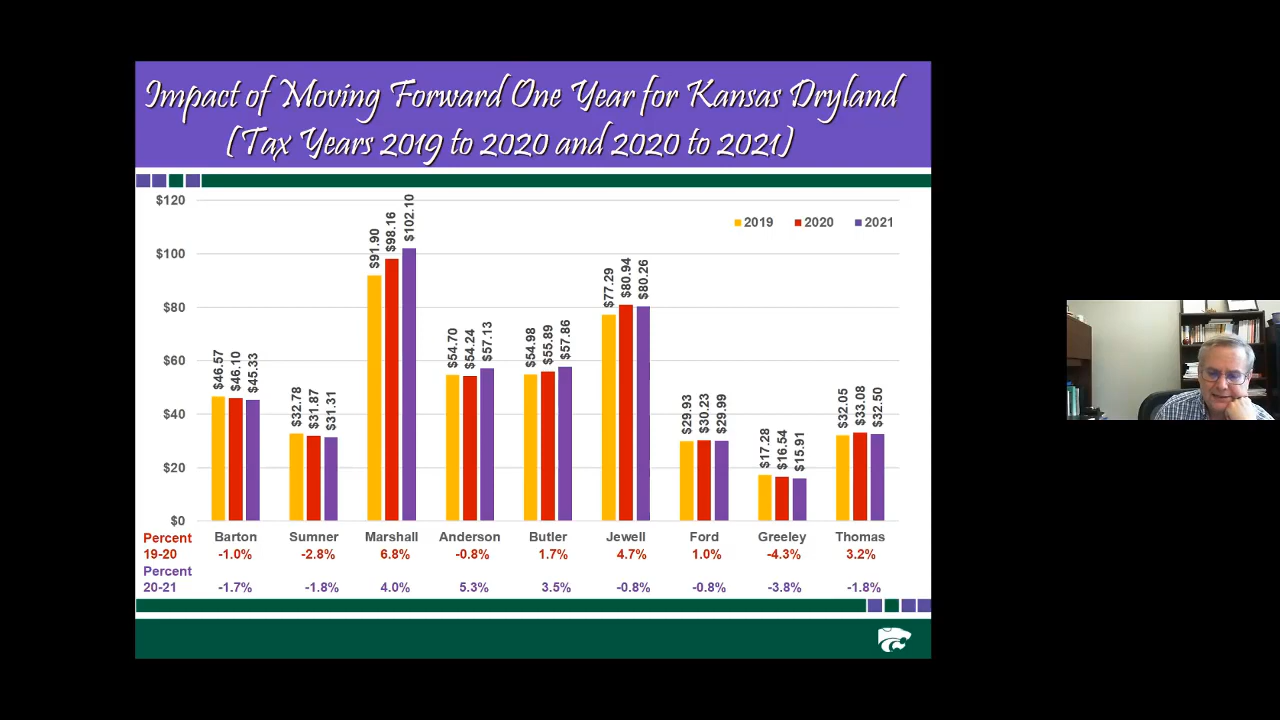 Impact of Moving Forward One Year for Kansas Dryland
(Tax Years 2019 to 2020 and 2020 to 2021)
2019 2020 2021
$120
$100
$80
$60
$40
$20
$0
$46.57 $46.10 $45.33
$32.78 $31.87 $31.31
$91.90 $98.16 $102.10
$54.70 $54.24 $57.13
$54.98 $55.89 $57.86
$77.29 $80.94 $80.26
$29.93 $30.23 $29.99
$17.28 $16.54 $15.91
$32.05 $33.08 $32.50
Barton Sumner Marshall Anderson Butler Jewell Ford Greeley Thomas
Percent
19-20 -1.0% -2.8% 6.8% -0.8% 1.7% 4.7% 1.0% -4.3% 3.2%
Percent
20-21 -1.7% -1.8% 4.0% 5.3% 3.5% -0.8% -0.8% -3.8% -1.8%